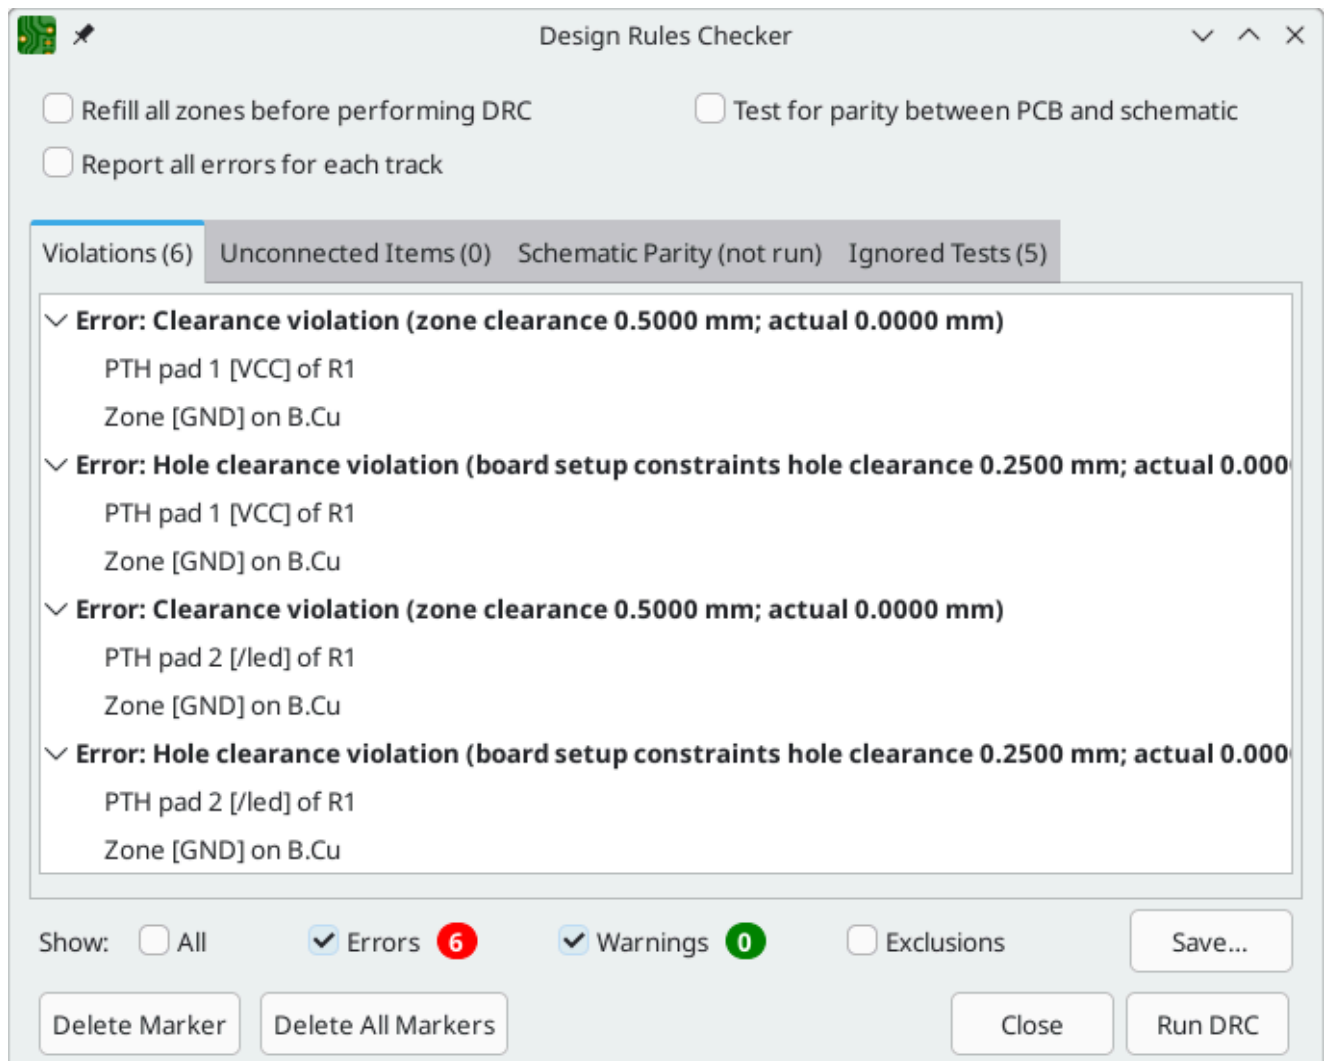 Design Rules Checker
Refill all zones before performing DRC
Test for parity between PCB and schematic
Report all errors for each track
Violations (6) Unconnected Items (0) Schematic Parity (not run) Ignored Tests (5)
Error: Clearance violation (zone clearance 0.5000 mm; actual 0.0000 mm)
PTH pad 1 [VCC] of R1
Zone [GND] on B.Cu
Error: Hole clearance violation (board setup constraints hole clearance 0.2500 mm; actual 0.000
PTH pad 1 [VCC] of R1
Zone [GND] on B.Cu
Error: Clearance violation (zone clearance 0.5000 mm; actual 0.0000 mm)
PTH pad 2 [/led] of R1
Zone [GND] on B.Cu
Error: Hole clearance violation (board setup constraints hole clearance 0.2500 mm; actual 0.000
PTH pad 2 [/led] of R1
Zone [GND] on B.Cu
Show: All Errors 6 Warnings 0 Exclusions Save...
Delete Marker Delete All Markers Close Run DRC